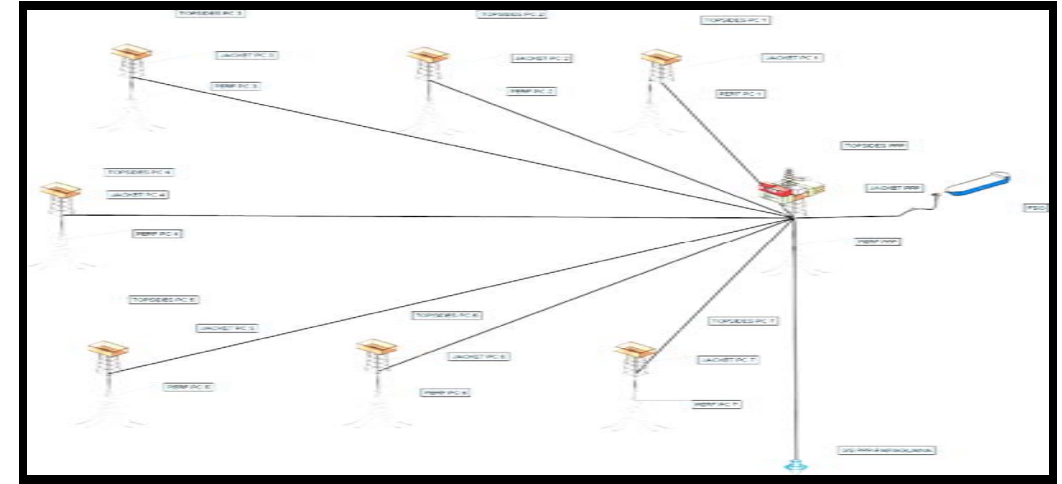 TOPSIDES PC 3
TOPSIDES PC 2
TOPSIDES PC 1
JACKET PC 3
JACKET PC 2
JACKET PC 1
PERF PC 3
PERF PC 2
PERF PC 1
TOPSIDES PPP
TOPSIDES PC 4
JACKET PPP
JACKET PC 4
FSO
PERF PC 4
PERF PPP
TOPSIDES PC 5
TOPSIDES PC 6
TOPSIDES PC 7
JACKET PC 5
JACKET PC 6
JACKET PC 7
PERF PC 5
PERF PC 6
PERF PC 7